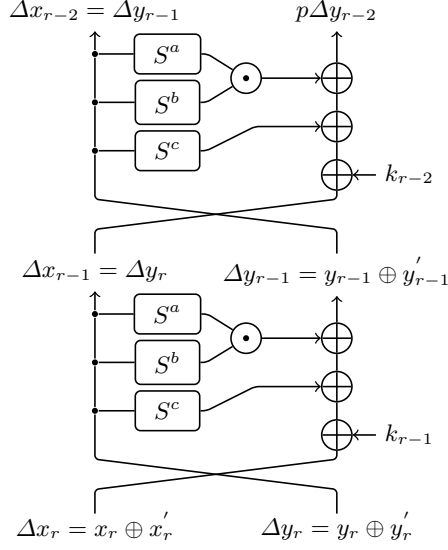 Δx_{r−2} = Δy_{r−1} pΔy_{r−2}
S^a
S^b
S^c
k_{r−2}
Δx_{r−1} = Δy_r Δy_{r−1} = y_{r−1} ⊕ y'_{r−1}
S^a
S^b
S^c
k_{r−1}
Δx_r = x_r ⊕ x'_r Δy_r = y_r ⊕ y'_r